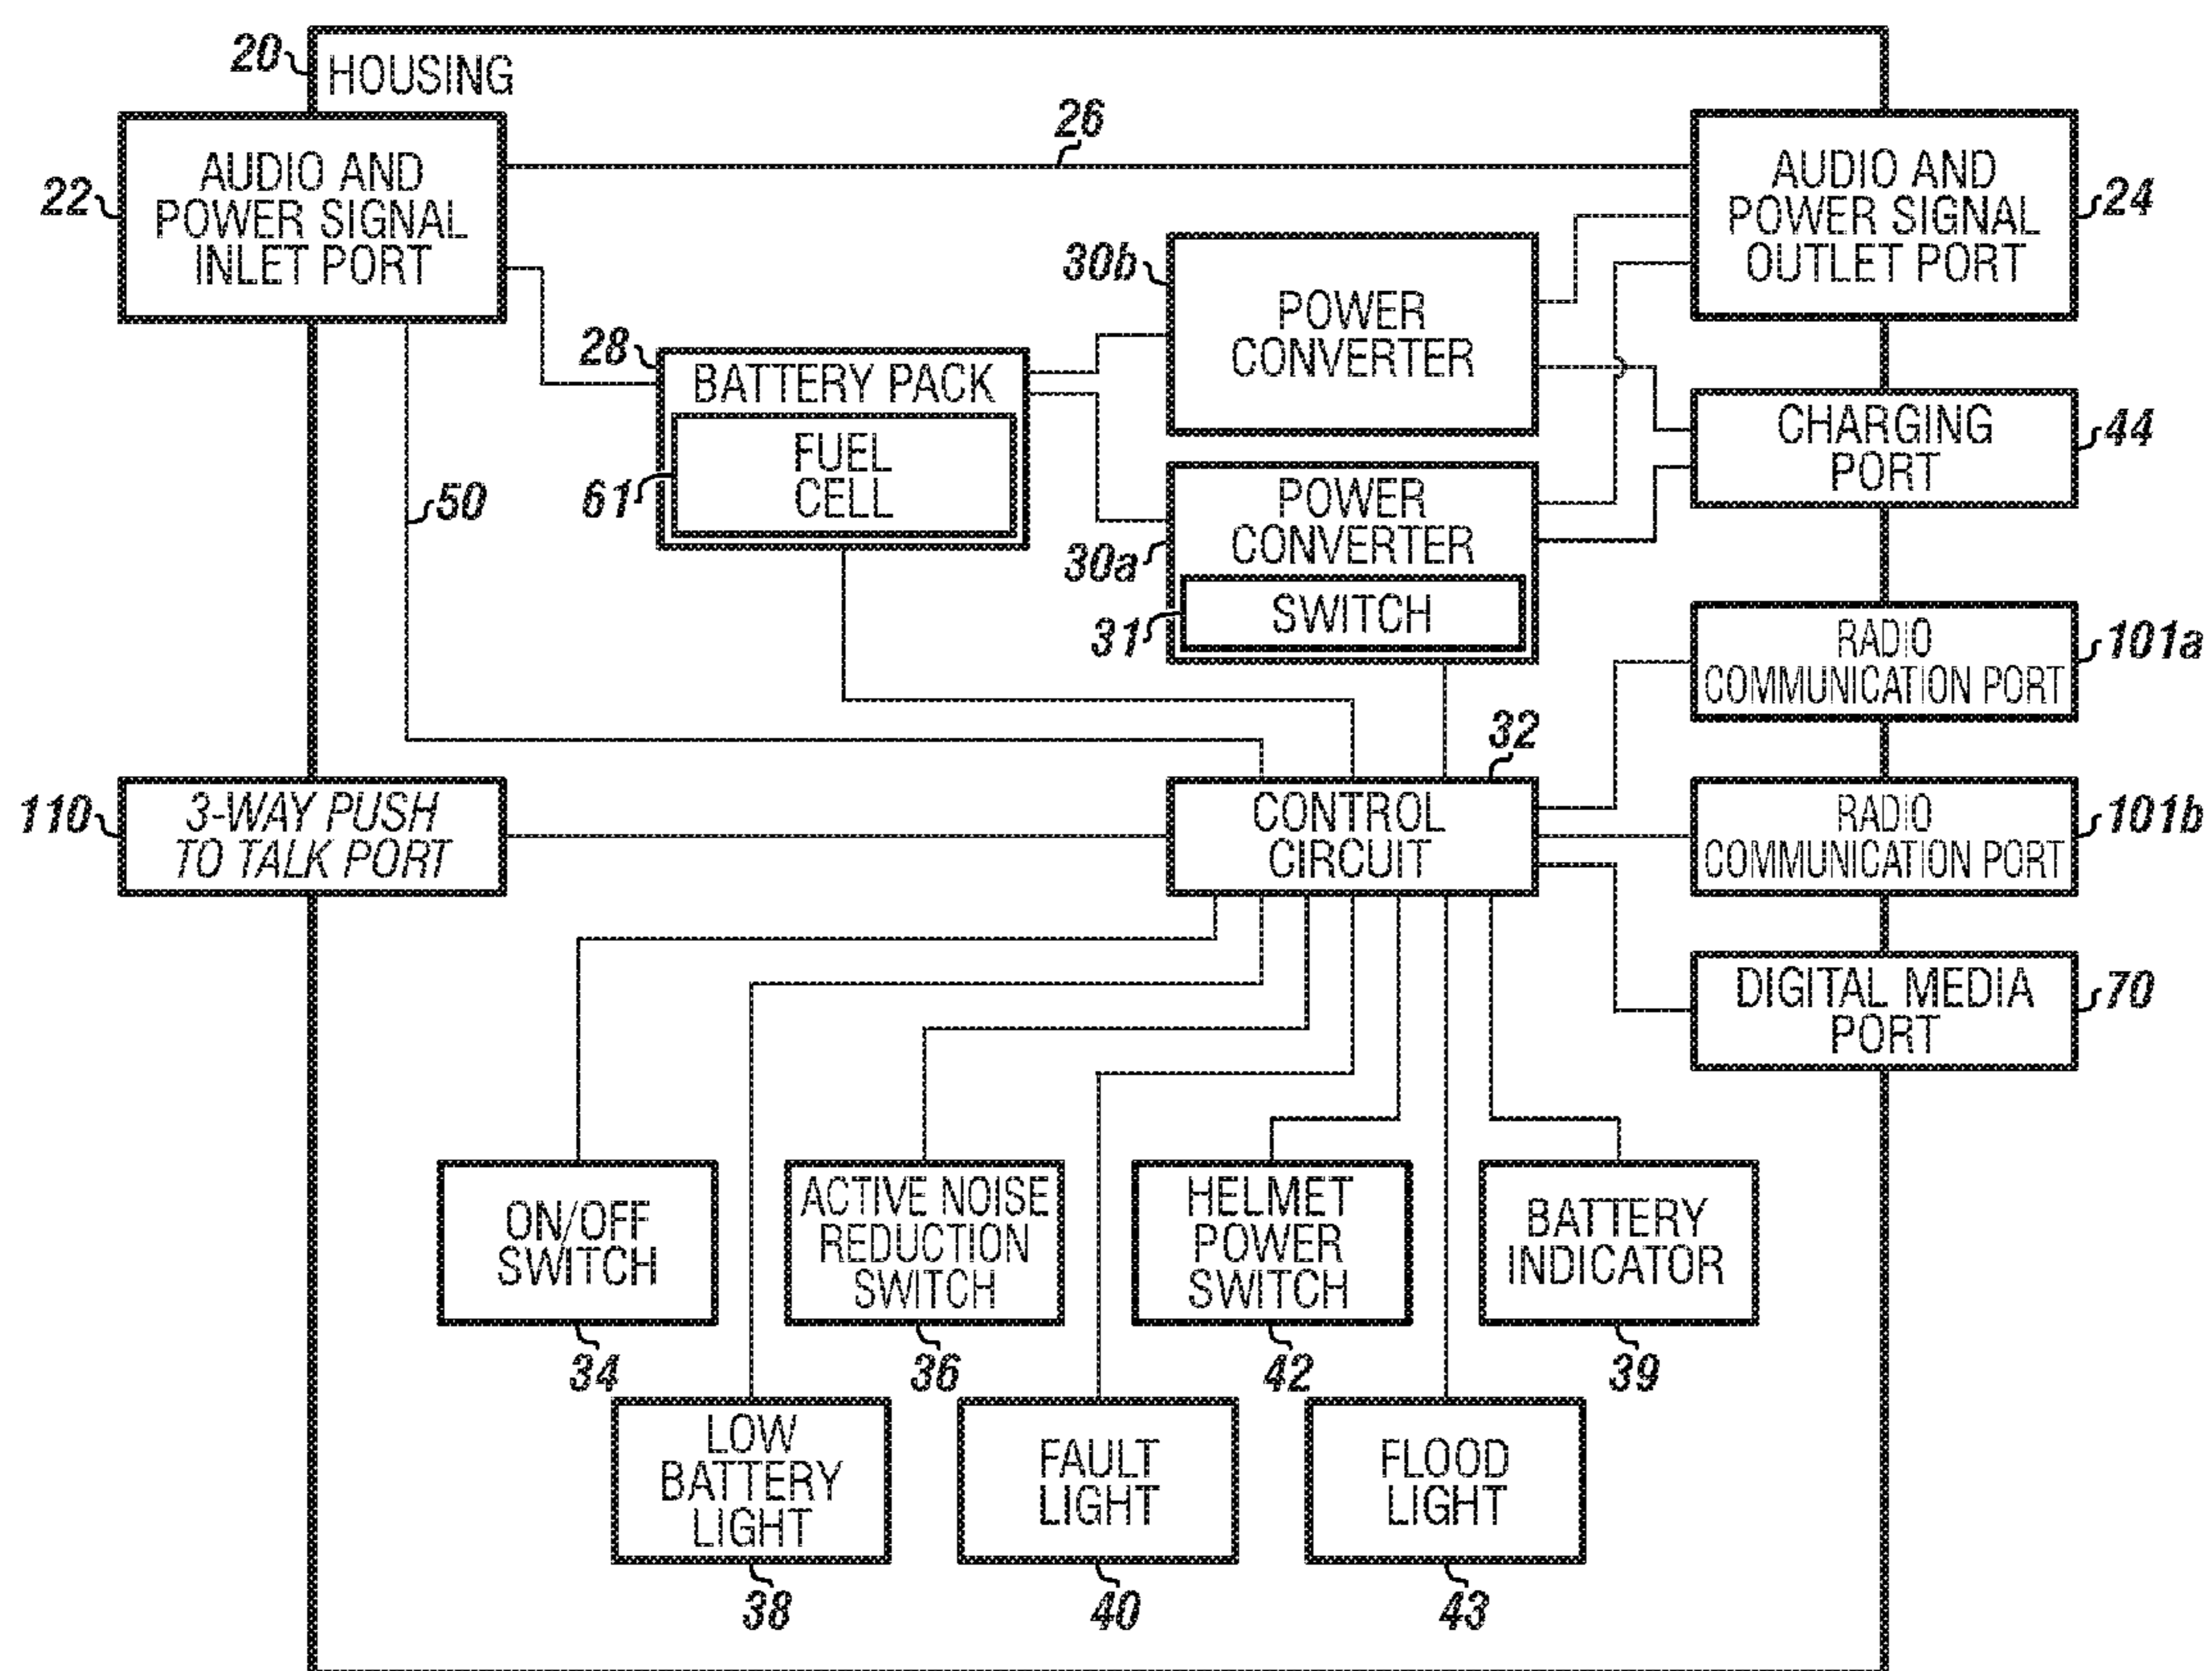 20
HOUSING
26
22
AUDIO AND
POWER SIGNAL
INLET PORT
AUDIO AND
POWER SIGNAL
OUTLET PORT
24
30b
POWER
CONVERTER
28
BATTERY PACK
61
FUEL
CELL
CHARGING
PORT
44
50
POWER
CONVERTER
30a
31
SWITCH
RADIO
COMMUNICATION PORT
101a
32
110
3-WAY PUSH
TO TALK PORT
CONTROL
CIRCUIT
RADIO
COMMUNICATION PORT
101b
DIGITAL MEDIA
PORT
70
ON/OFF
SWITCH
34
ACTIVE NOISE
REDUCTION
SWITCH
36
HELMET
POWER
SWITCH
42
BATTERY
INDICATOR
39
LOW
BATTERY
LIGHT
38
FAULT
LIGHT
40
FLOOD
LIGHT
43